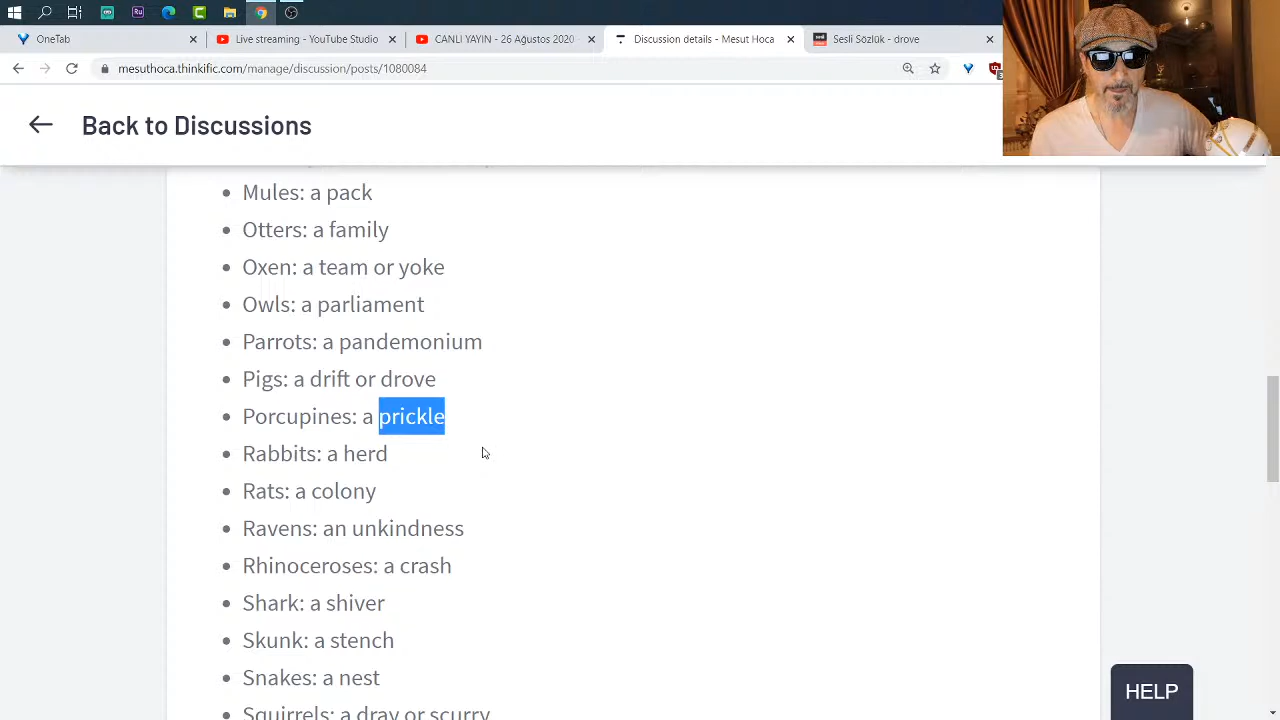 OneTab
Live streaming - YouTube Studio
CANLI YAYIN - 26 Ağustos 2020 -
Discussion details - Mesut Hoca
Sesli Sözlük - drove
mesuthoca.thinkific.com/manage/discussion/posts/1080084
Back to Discussions
Mules: a pack
Otters: a family
Oxen: a team or yoke
Owls: a parliament
Parrots: a pandemonium
Pigs: a drift or drove
Porcupines: a prickle
Rabbits: a herd
Rats: a colony
Ravens: an unkindness
Rhinoceroses: a crash
Shark: a shiver
Skunk: a stench
Snakes: a nest
Squirrels: a dray or scurry
HELP